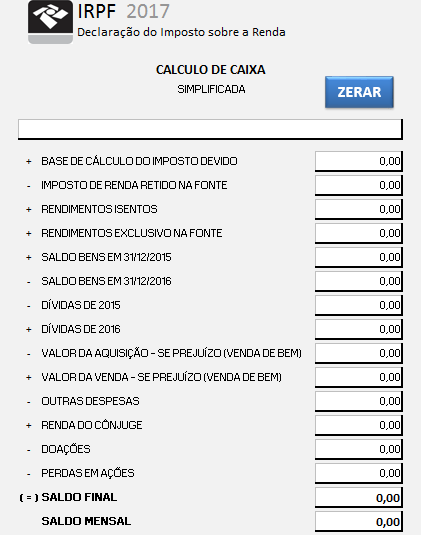 IRPF 2017
Declaração do Imposto sobre a Renda
CALCULO DE CAIXA
SIMPLIFICADA
ZERAR
+ BASE DE CÁLCULO DO IMPOSTO DEVIDO 0,00
- IMPOSTO DE RENDA RETIDO NA FONTE 0,00
+ RENDIMENTOS ISENTOS 0,00
+ RENDIMENTOS EXCLUSIVO NA FONTE 0,00
+ SALDO BENS EM 31/12/2015 0,00
- SALDO BENS EM 31/12/2016 0,00
- DÍVIDAS DE 2015 0,00
+ DÍVIDAS DE 2016 0,00
- VALOR DA AQUISIÇÃO - SE PREJUÍZO (VENDA DE BEM) 0,00
+ VALOR DA VENDA - SE PREJUÍZO (VENDA DE BEM) 0,00
- OUTRAS DESPESAS 0,00
+ RENDA DO CÔNJUGE 0,00
- DOAÇÕES 0,00
- PERDAS EM AÇÕES 0,00
( = ) SALDO FINAL 0,00
SALDO MENSAL 0,00